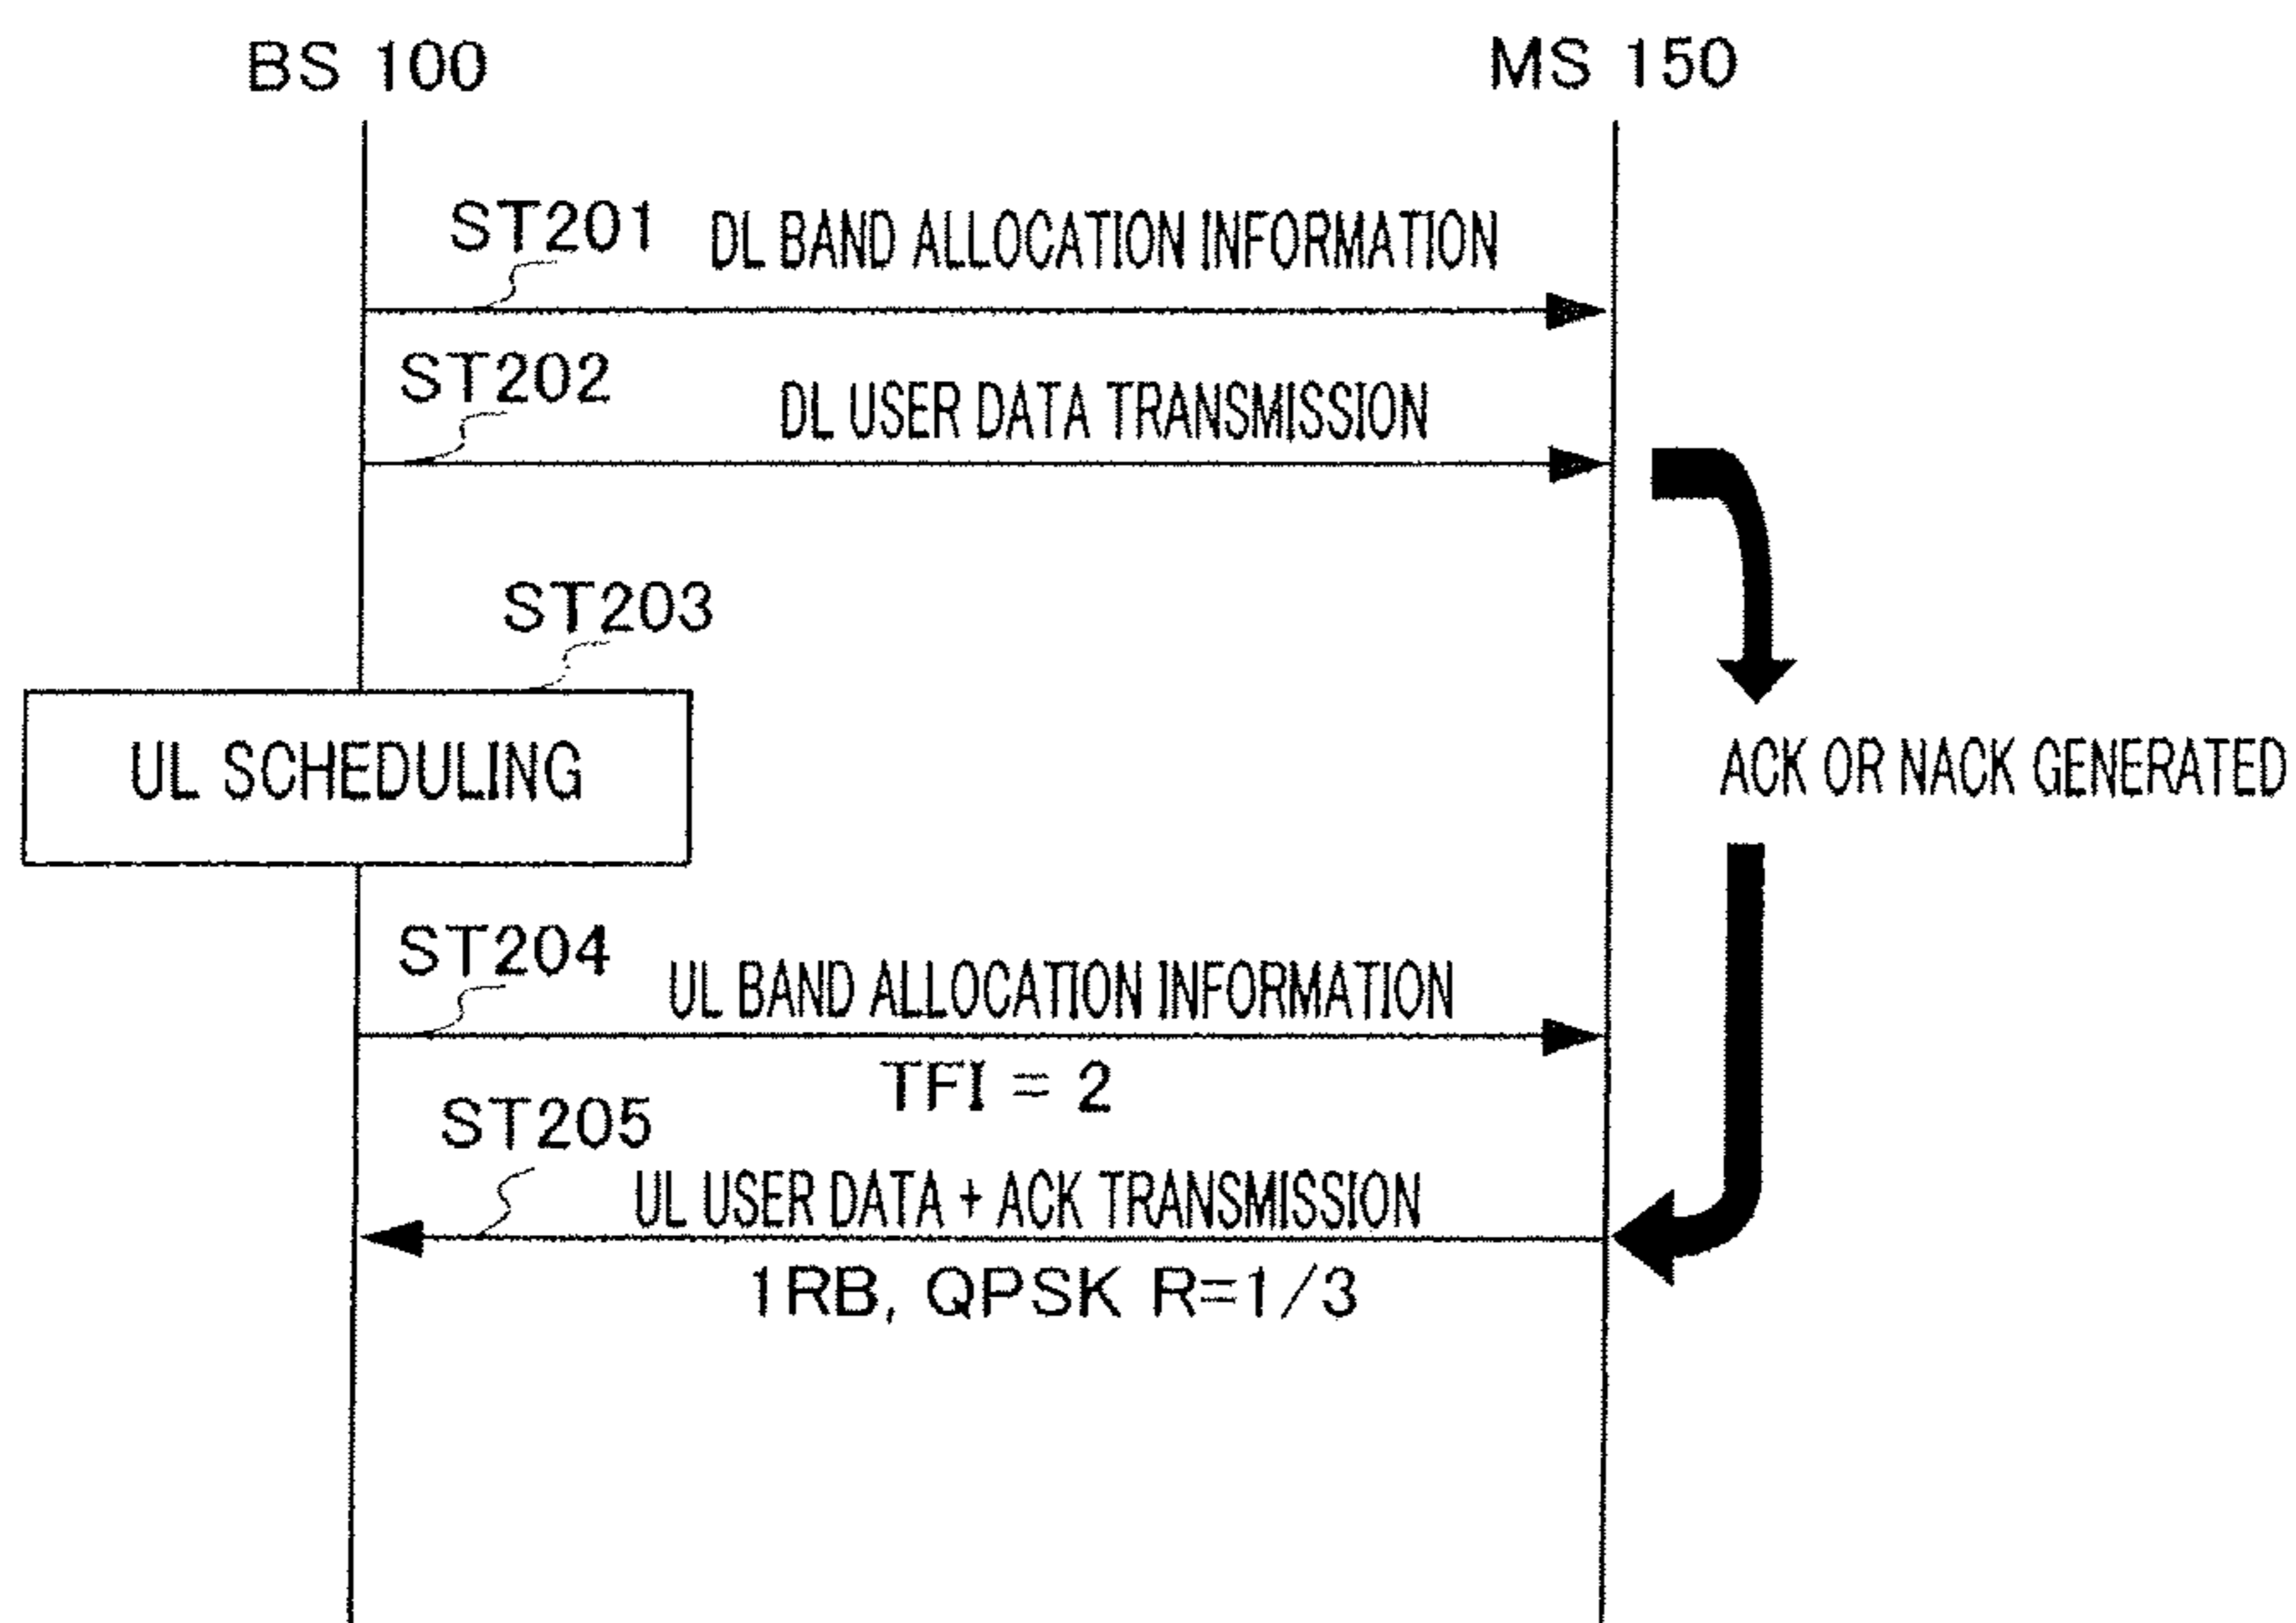 BS 100
MS 150
ST201
DL BAND ALLOCATION INFORMATION
ST202
DL USER DATA TRANSMISSION
ST203
UL SCHEDULING
ACK OR NACK GENERATED
ST204
UL BAND ALLOCATION INFORMATION
TFI = 2
ST205
UL USER DATA + ACK TRANSMISSION
1RB, QPSK R=1/3